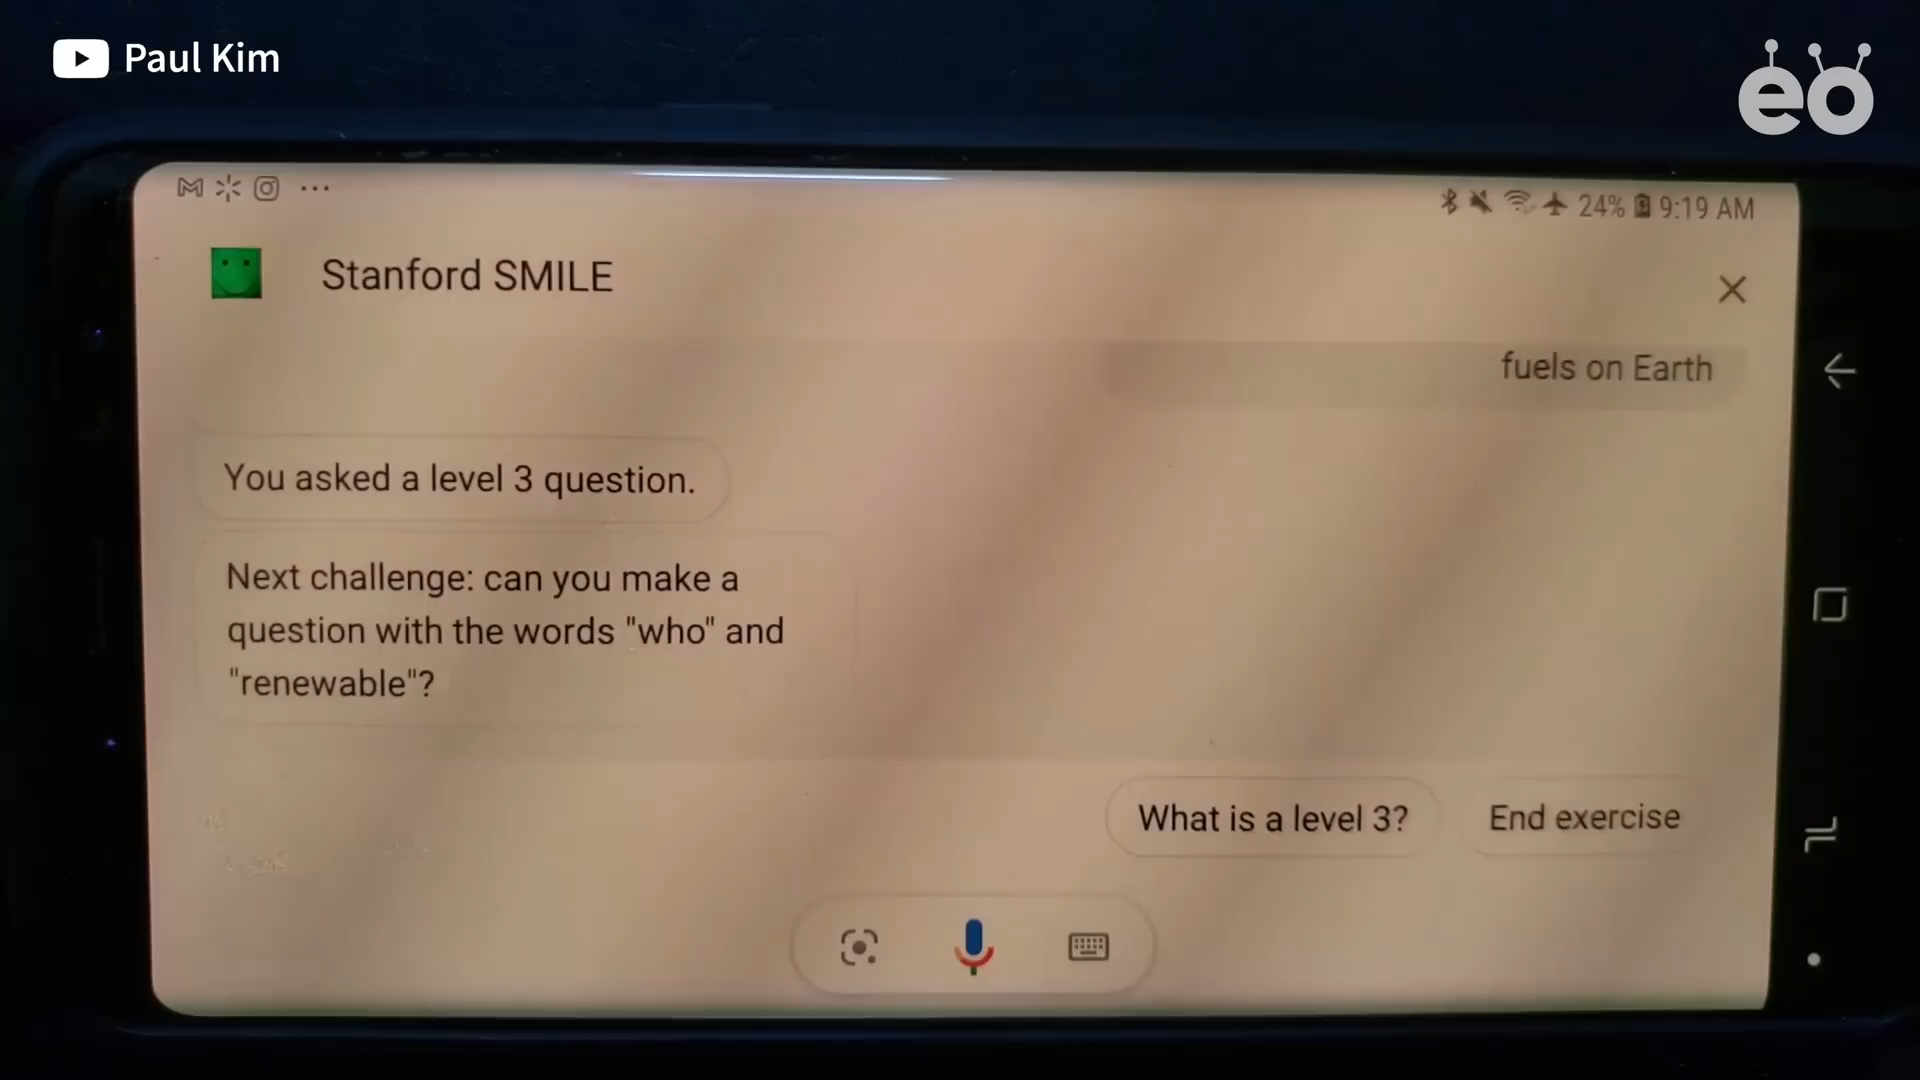 Paul Kim
eo
24% 9:19 AM
Stanford SMILE
fuels on Earth
You asked a level 3 question.
Next challenge: can you make a
question with the words "who" and
"renewable"?
What is a level 3?
End exercise